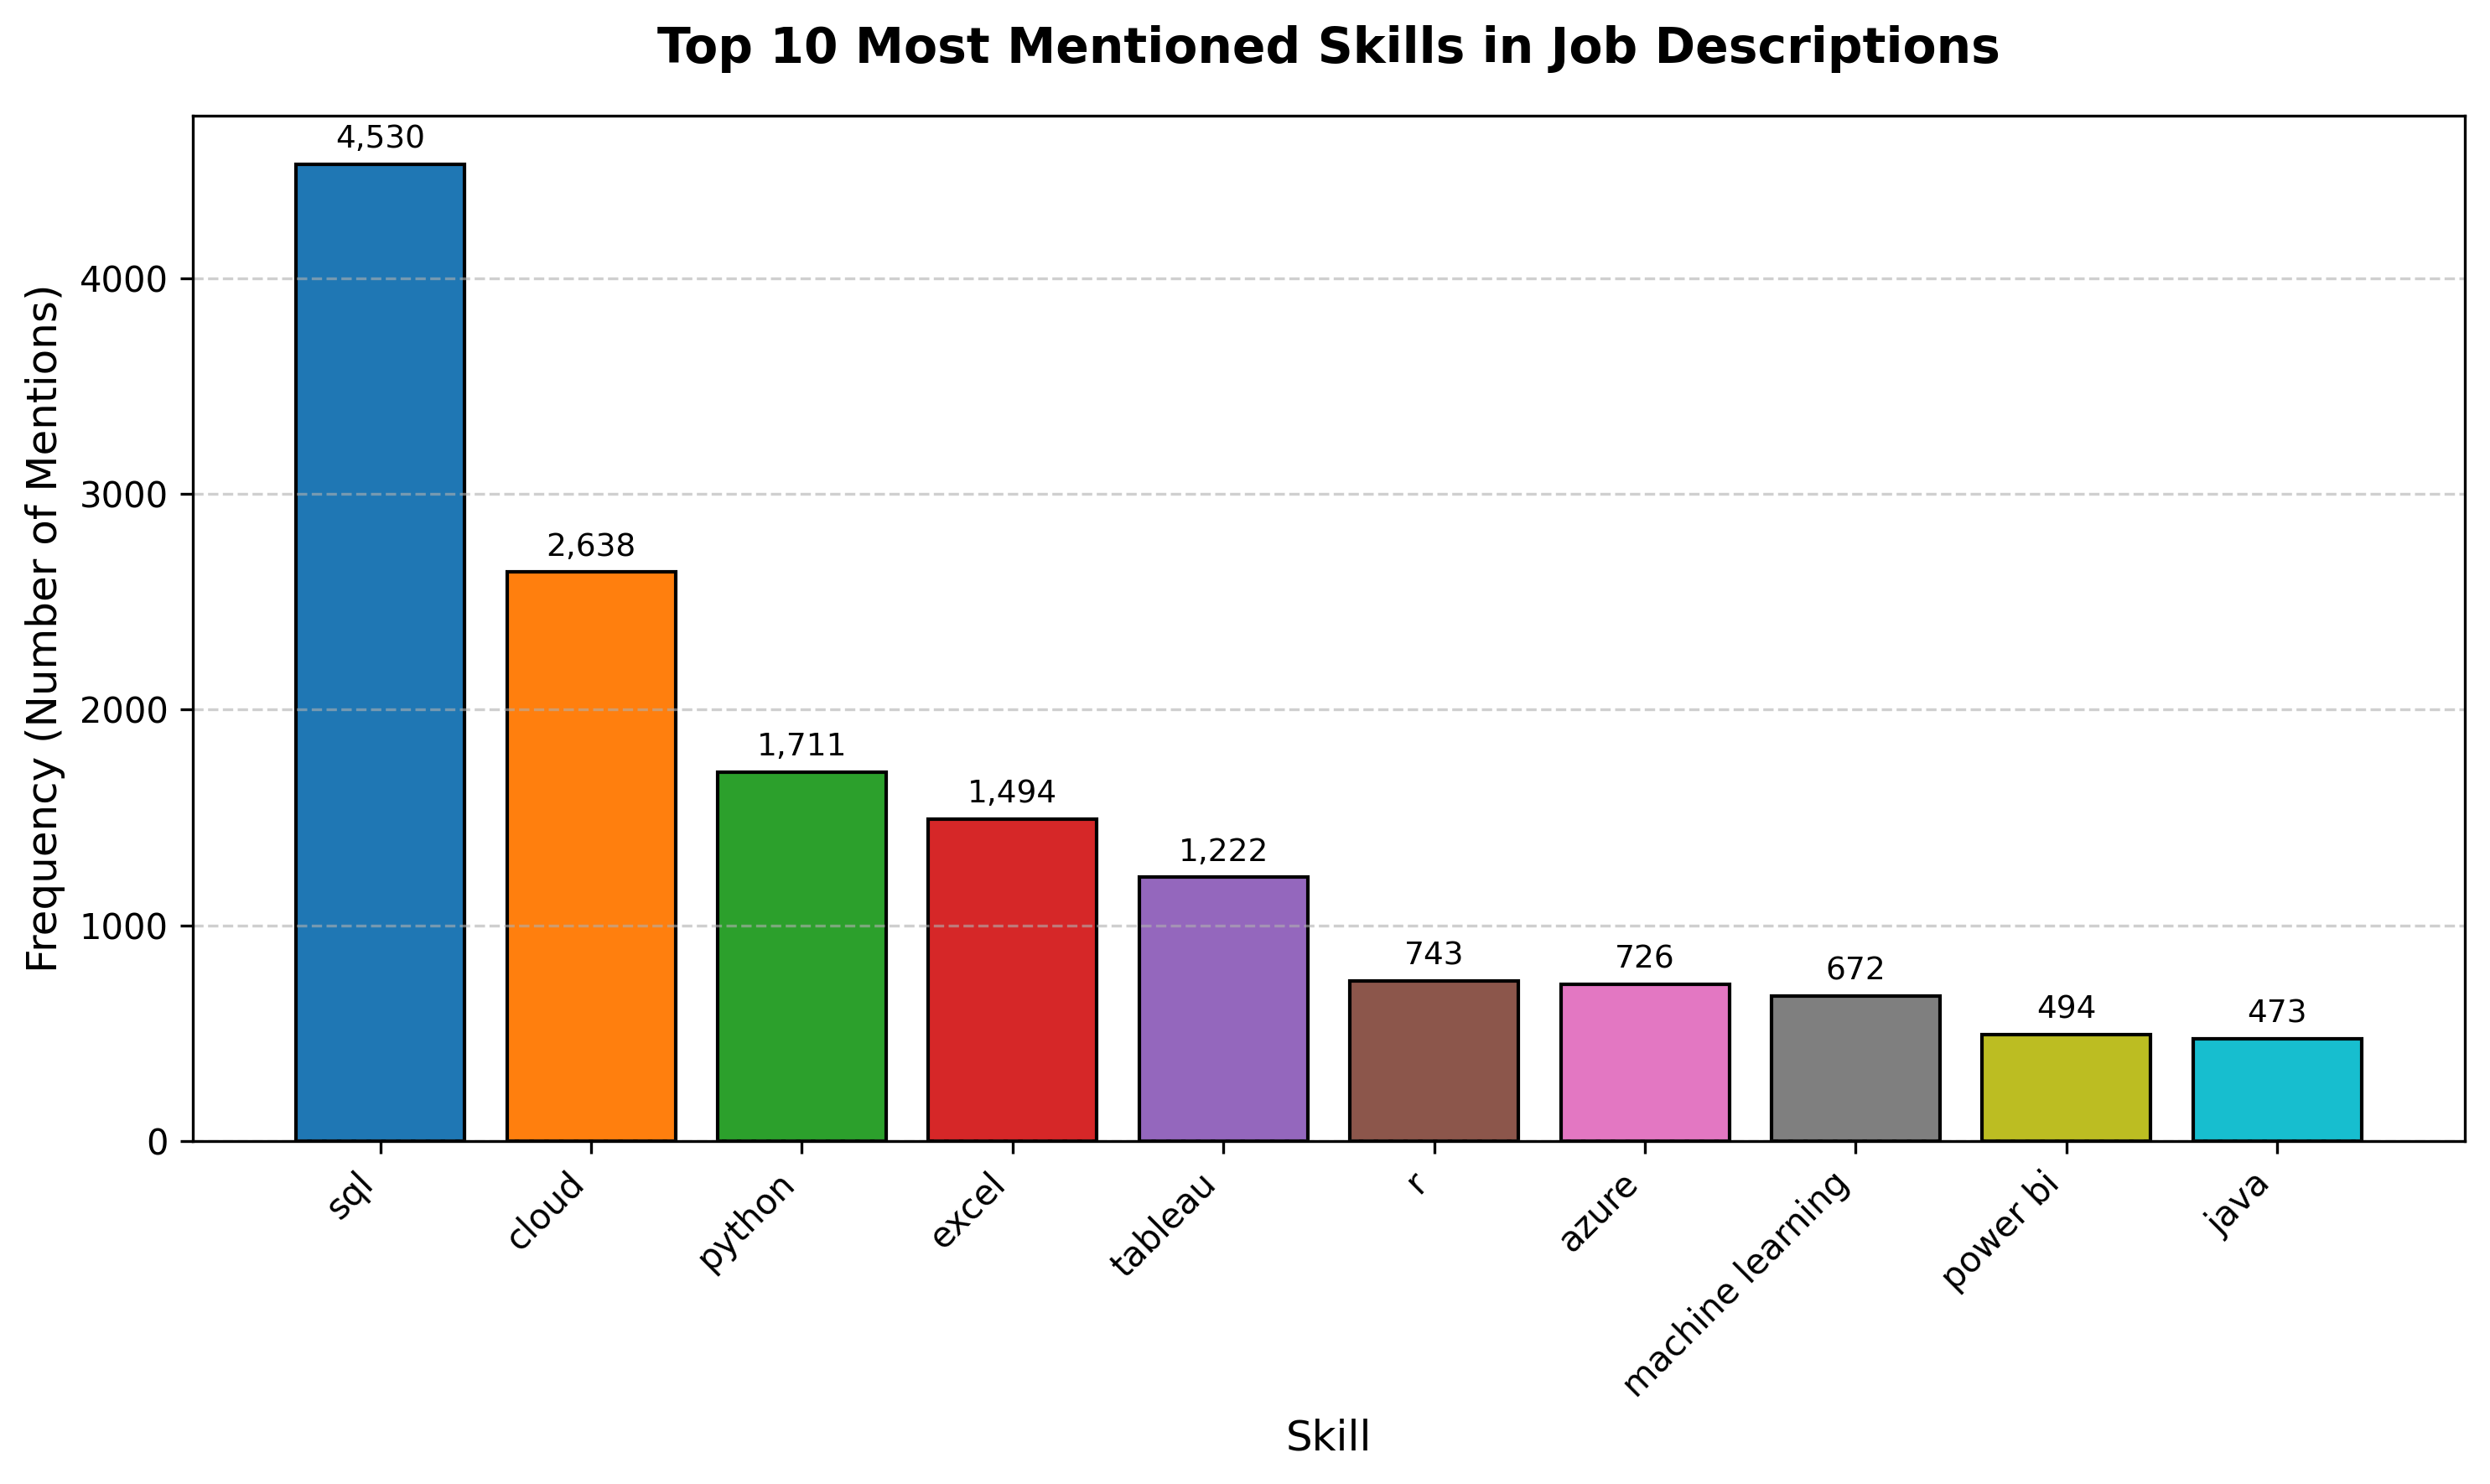 Top 10 Most Mentioned Skills in Job Descriptions
Frequency (Number of Mentions)
4000
3000
2000
1000
0
4,530
2,638
1,711
1,494
1,222
743
726
672
494
473
sql
cloud
python
excel
tableau
r
azure
machine learning
power bi
java
Skill